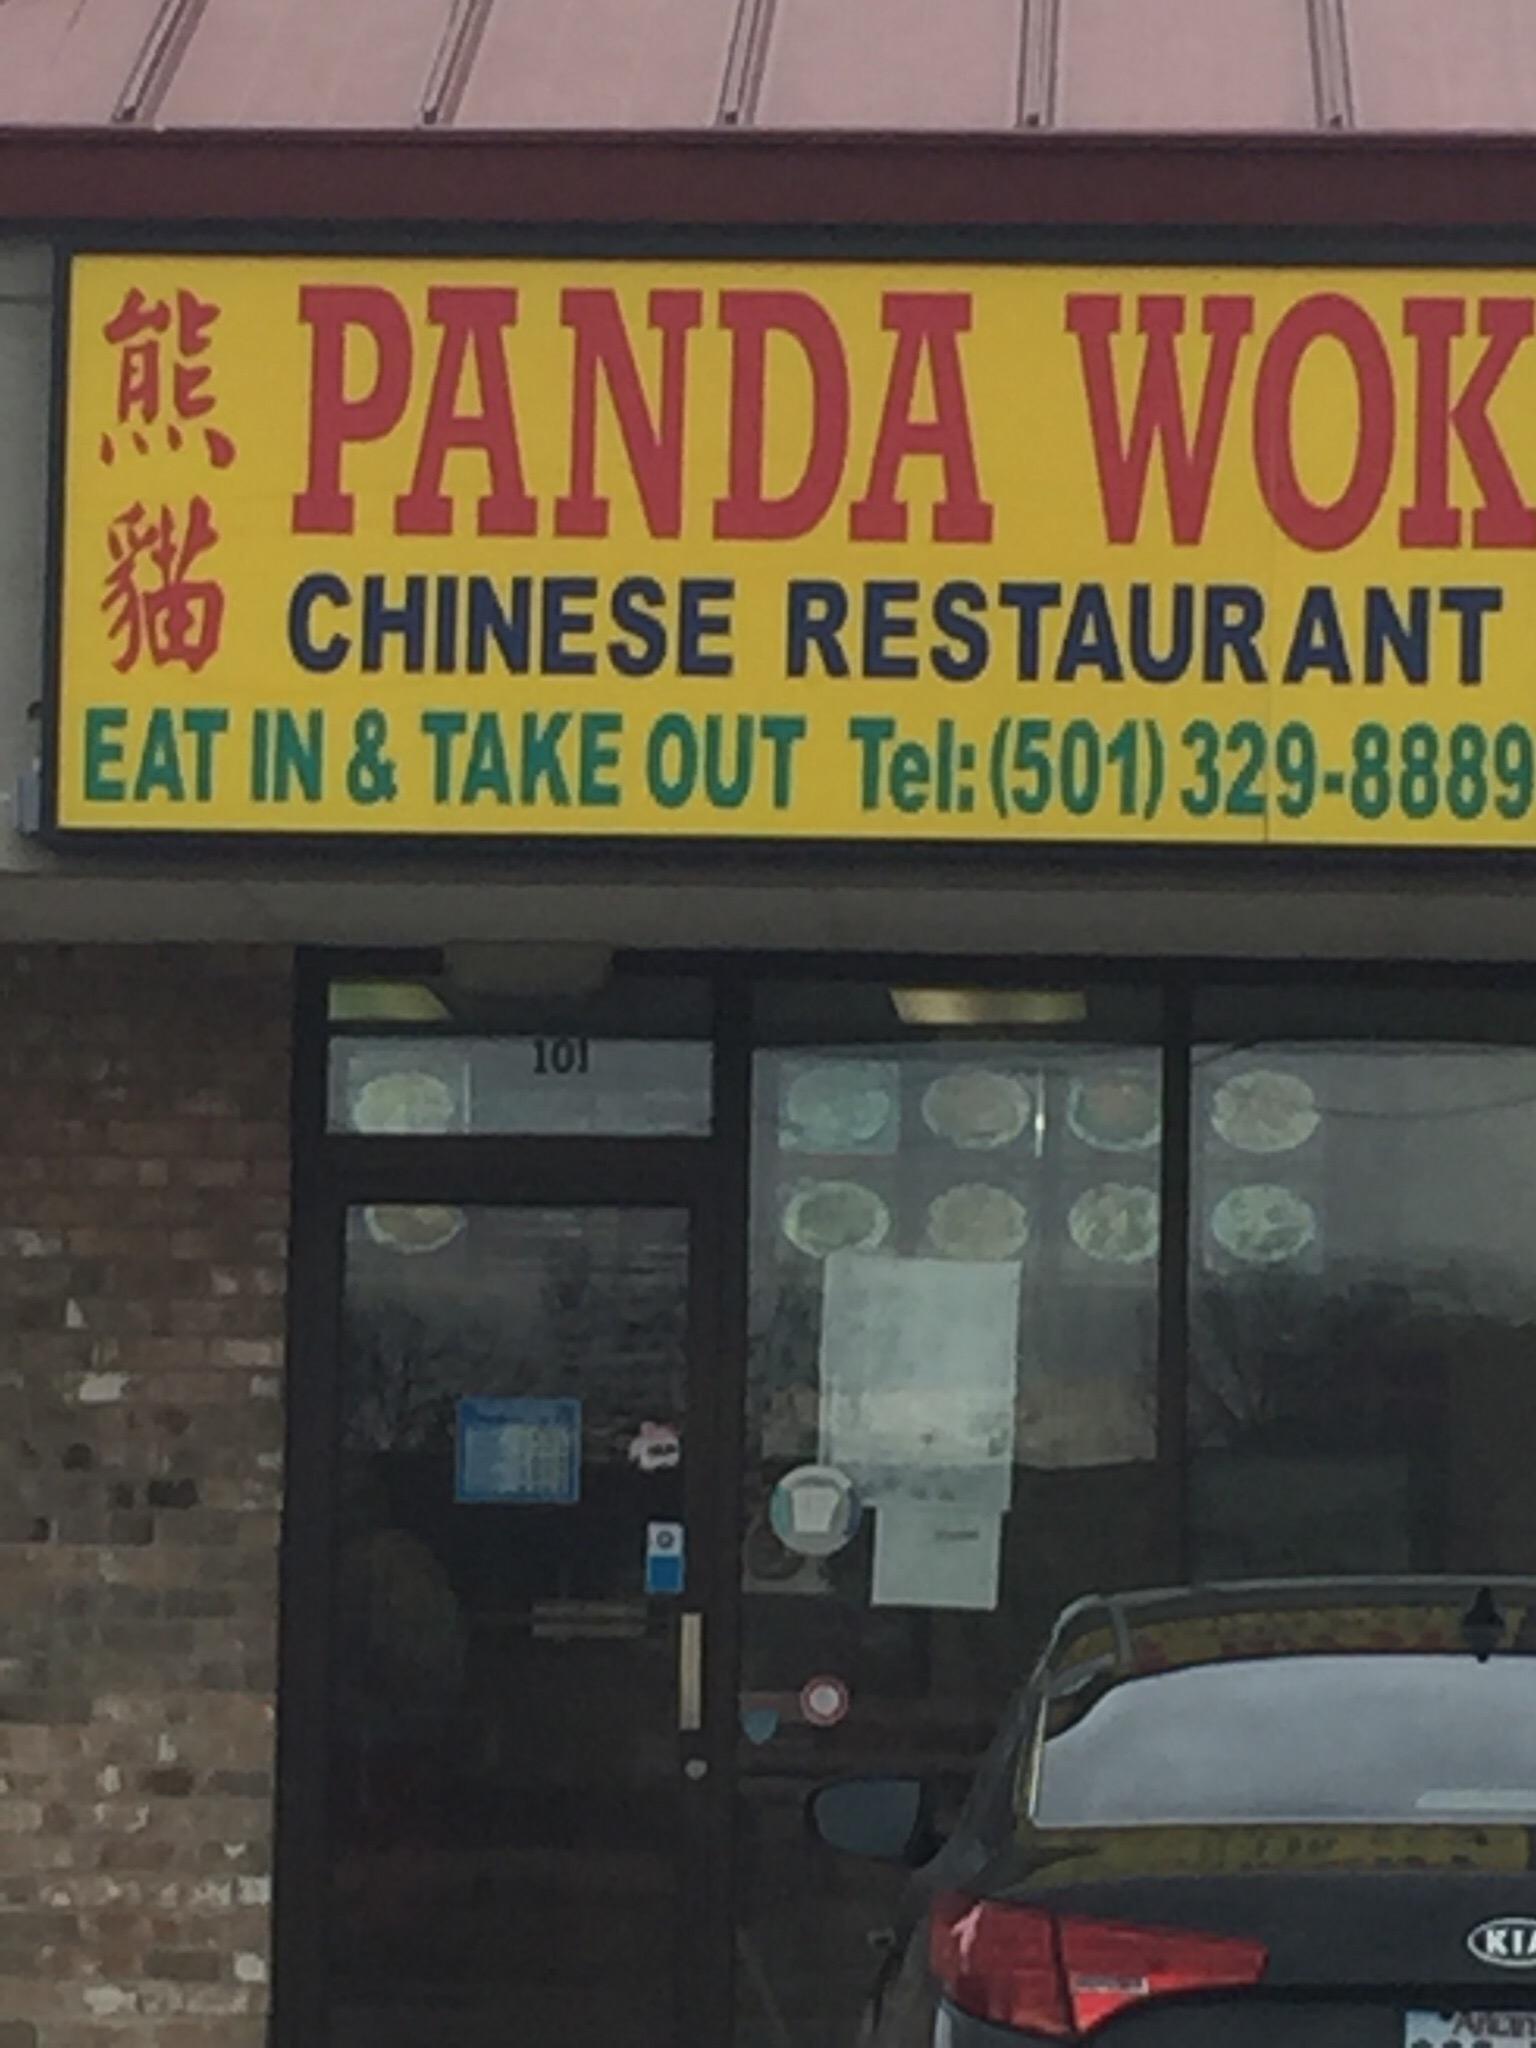 熊貓
PANDA WOK
CHINESE RESTAURANT
EAT IN & TAKE OUT Tel: (501) 329-8889
101
KIA